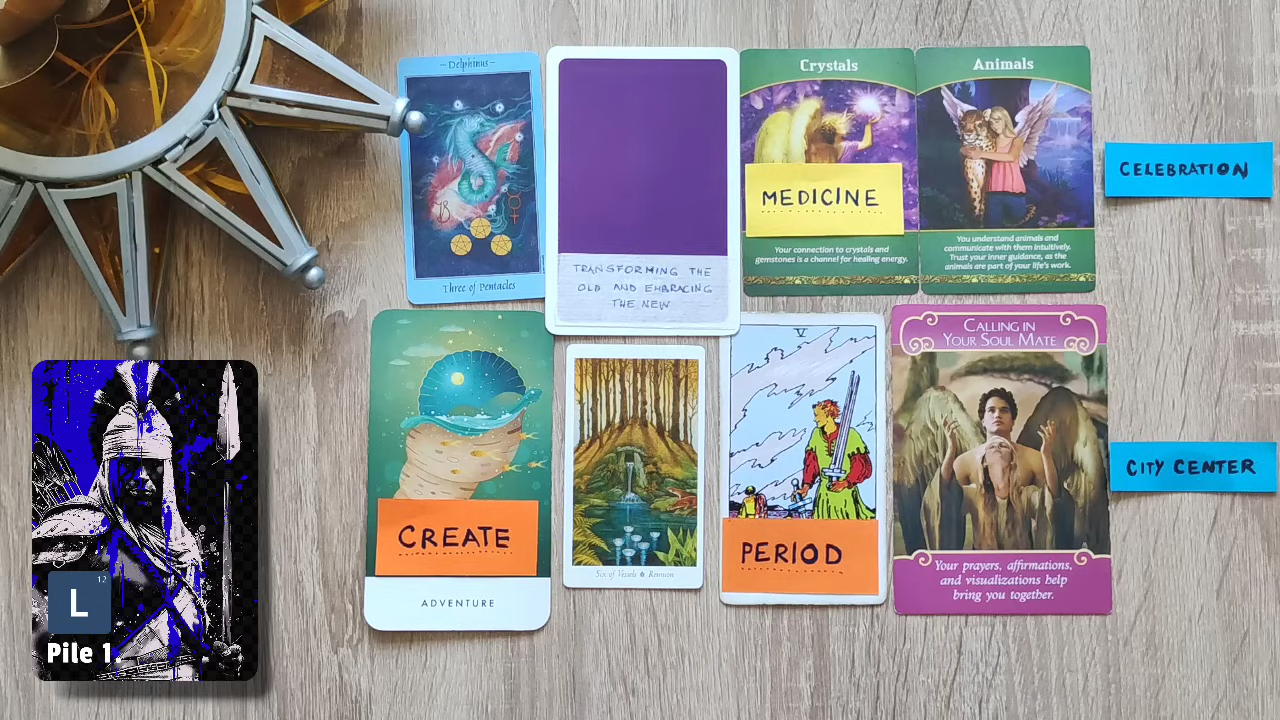 - Delphinus -
Three of Pentacles
TRANSFORMING THE
OLD AND EMBRACING
THE NEW
Crystals
MEDICINE
Your connection to crystals and
gemstones is a channel for healing energy.
Animals
You understand animals and
communicate with them intuitively.
Trust your inner guidance, as the
animals are part of your life's work.
CELEBRATION
CREATE
ADVENTURE
Six of Vessels Reunion
V
PERIOD
CALLING IN
YOUR SOUL MATE
Your prayers, affirmations,
and visualizations help
bring you together.
CITY CENTER
12
L
Pile 1.